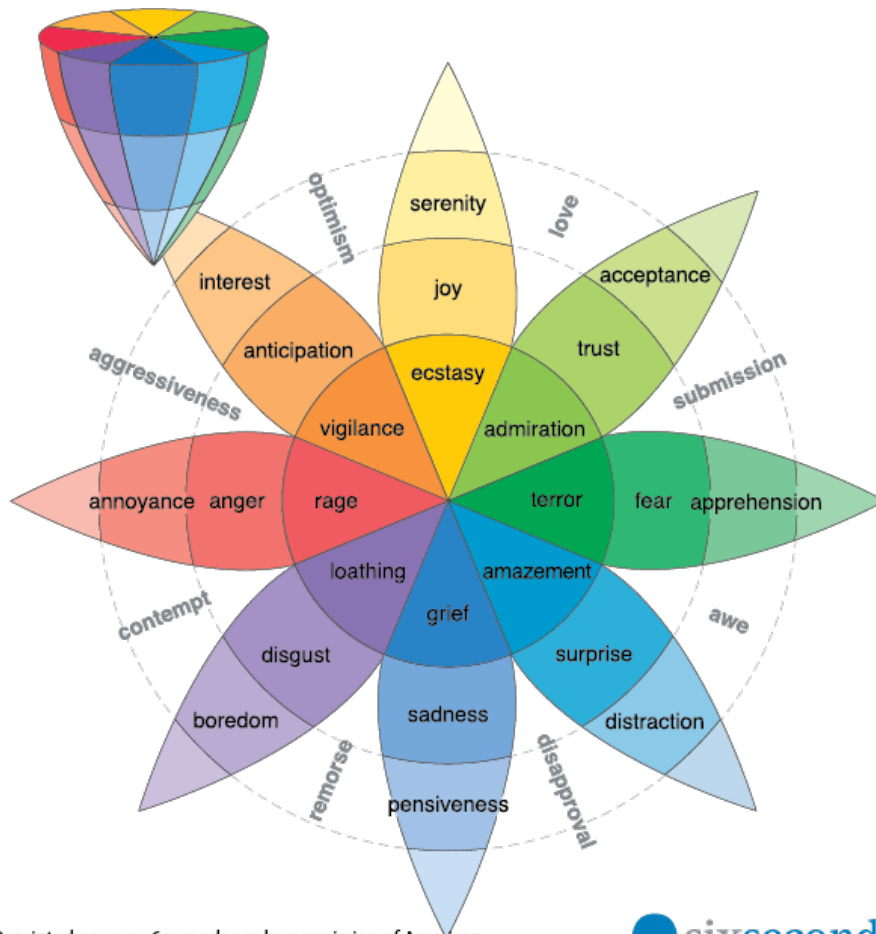 optimism
love
serenity
interest
acceptance
joy
anticipation
trust
aggressiveness
submission
ecstasy
vigilance
admiration
annoyance anger rage terror fear apprehension
loathing
amazement
contempt
grief
awe
disgust
surprise
boredom
sadness
distraction
remorse
disapproval
pensiveness